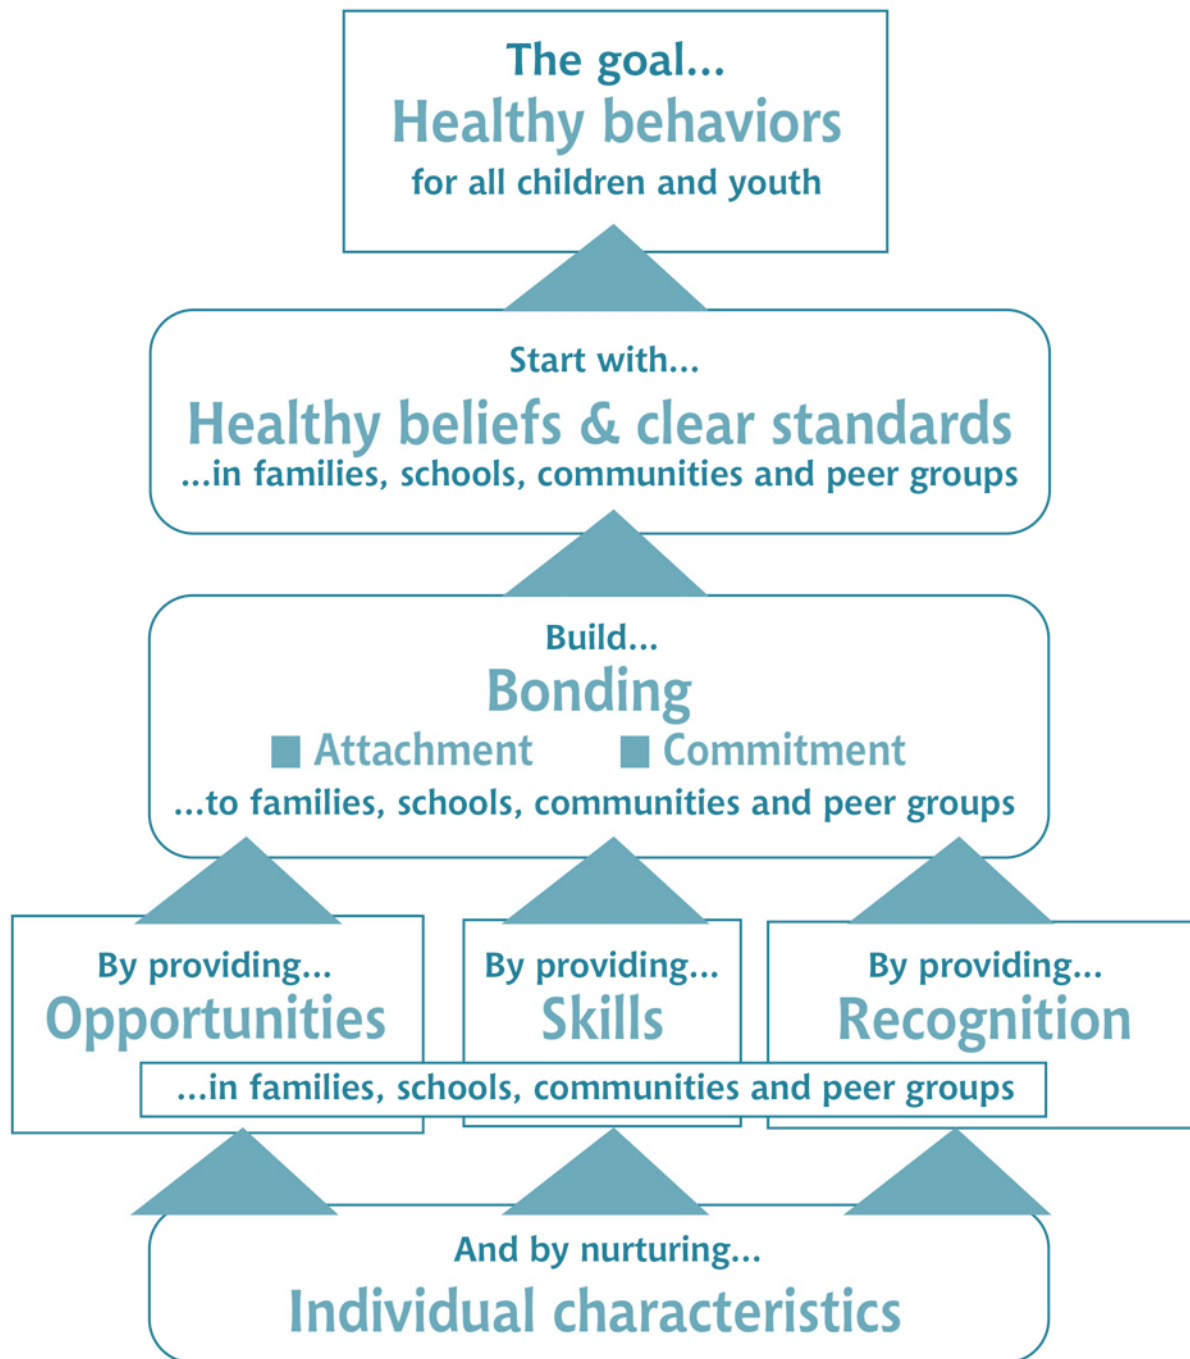 The goal...
Healthy behaviors
for all children and youth
Start with...
Healthy beliefs & clear standards
...in families, schools, communities and peer groups
Build...
Bonding
■ Attachment ■ Commitment
...to families, schools, communities and peer groups
By providing...
Opportunities
By providing...
Skills
By providing...
Recognition
...in families, schools, communities and peer groups
And by nurturing...
Individual characteristics